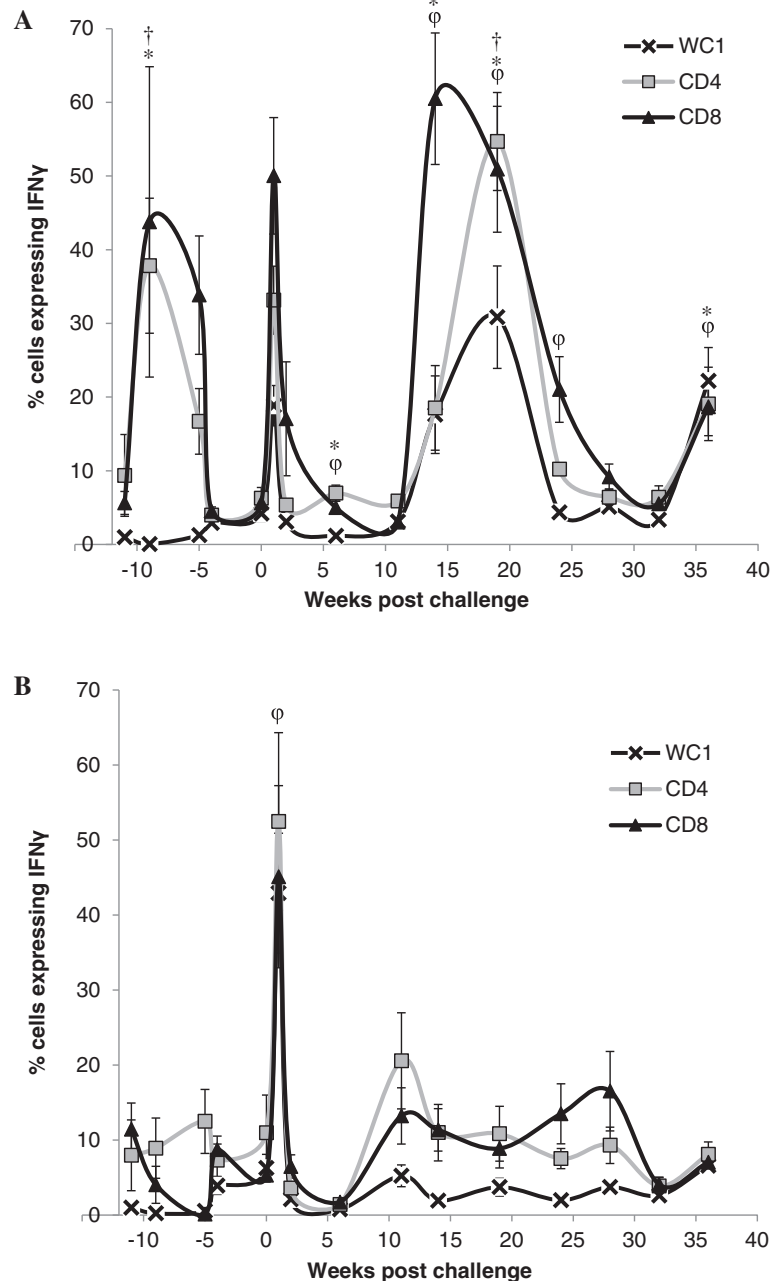 A
70
60
50
40
30
20
10
0
% cells expressing IFNγ
†
*
*
φ
*
φ
†
*
φ
φ
*
φ
WC1
CD4
CD8
-10 -5 0 5 10 15 20 25 30 35 40
Weeks post challenge
B
70
60
50
40
30
20
10
0
% cells expressing IFNγ
φ
WC1
CD4
CD8
-10 -5 0 5 10 15 20 25 30 35 40
Weeks post challenge